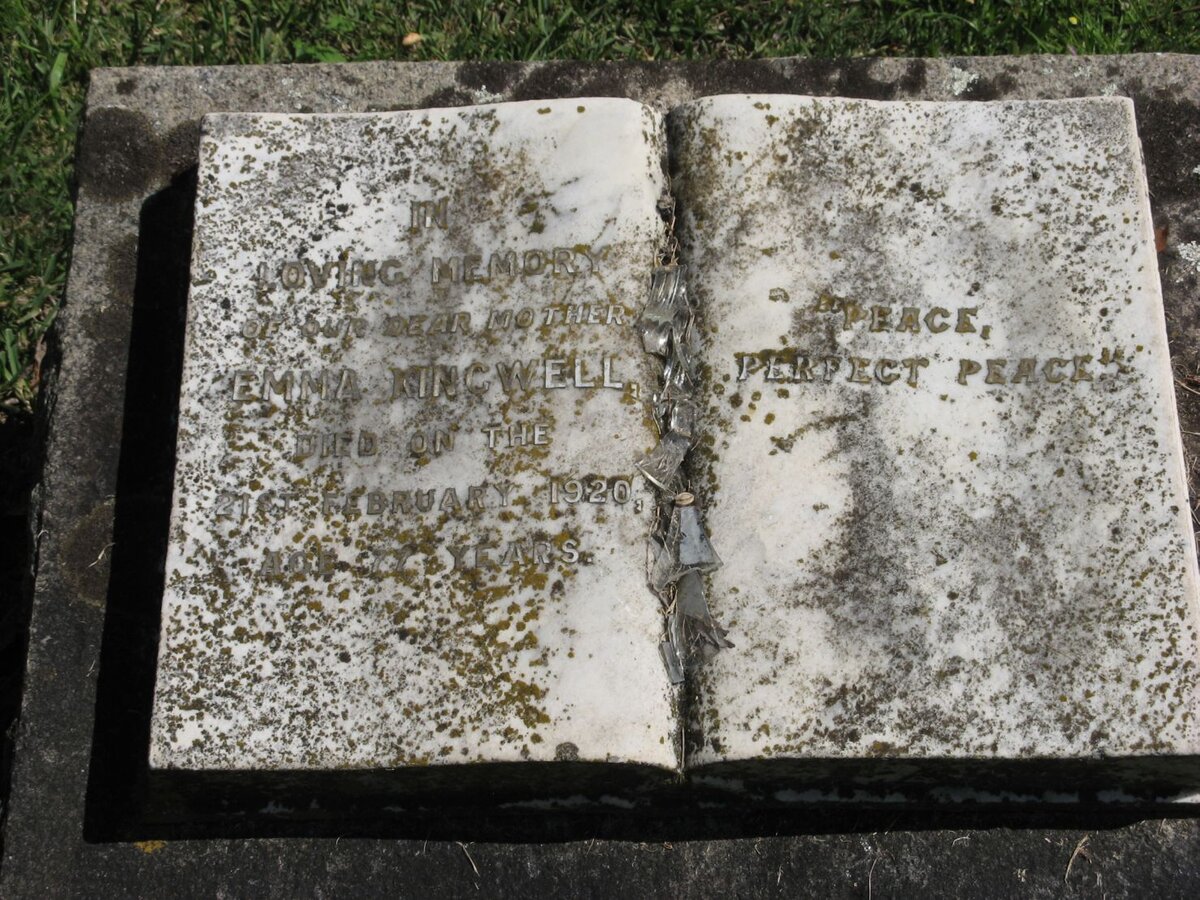 IN
LOVING MEMORY
OF OUR DEAR MOTHER
EMMA KINGWELL,
DIED ON THE
21ST FEBRUARY 1920,
AGE 77 YEARS.
"PEACE,
PERFECT PEACE."